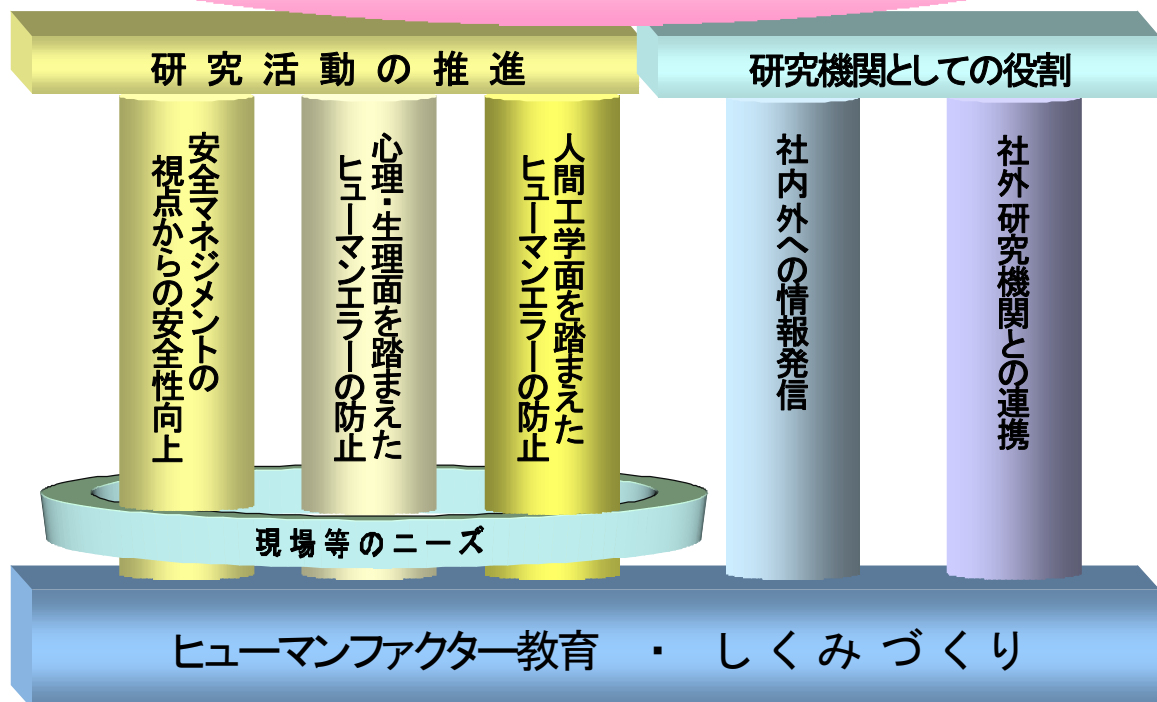 研究活動の推進
研究機関としての役割
安全マネジメントの
視点からの安全性向上
心理・生理面を踏まえた
ヒューマンエラーの防止
人間工学面を踏まえた
ヒューマンエラーの防止
社内外への情報発信
社外研究機関との連携
現場等のニーズ
ヒューマンファクター教育 ・ しくみづくり